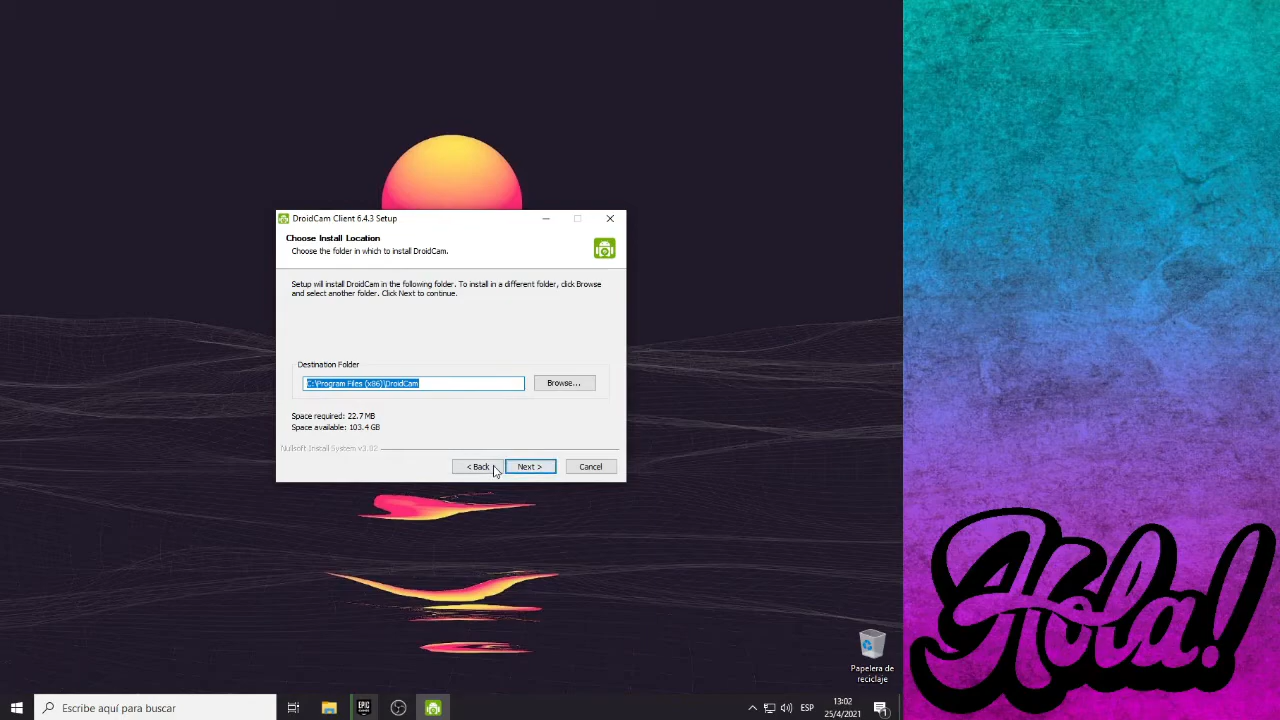 DroidCam Client 6.4.3 Setup
Choose Install Location
Choose the folder in which to install DroidCam.
Setup will install DroidCam in the following folder. To install in a different folder, click Browse
and select another folder. Click Next to continue.
Destination Folder
C:\Program Files (x86)\DroidCam
Browse...
Space required: 22.7 MB
Space available: 103.4 GB
Nullsoft Install System v3.02
< Back
Next >
Cancel
Hola!
Papelera de
reciclaje
Escribe aquí para buscar
EPIC
ESP
13:02
25/4/2021
1